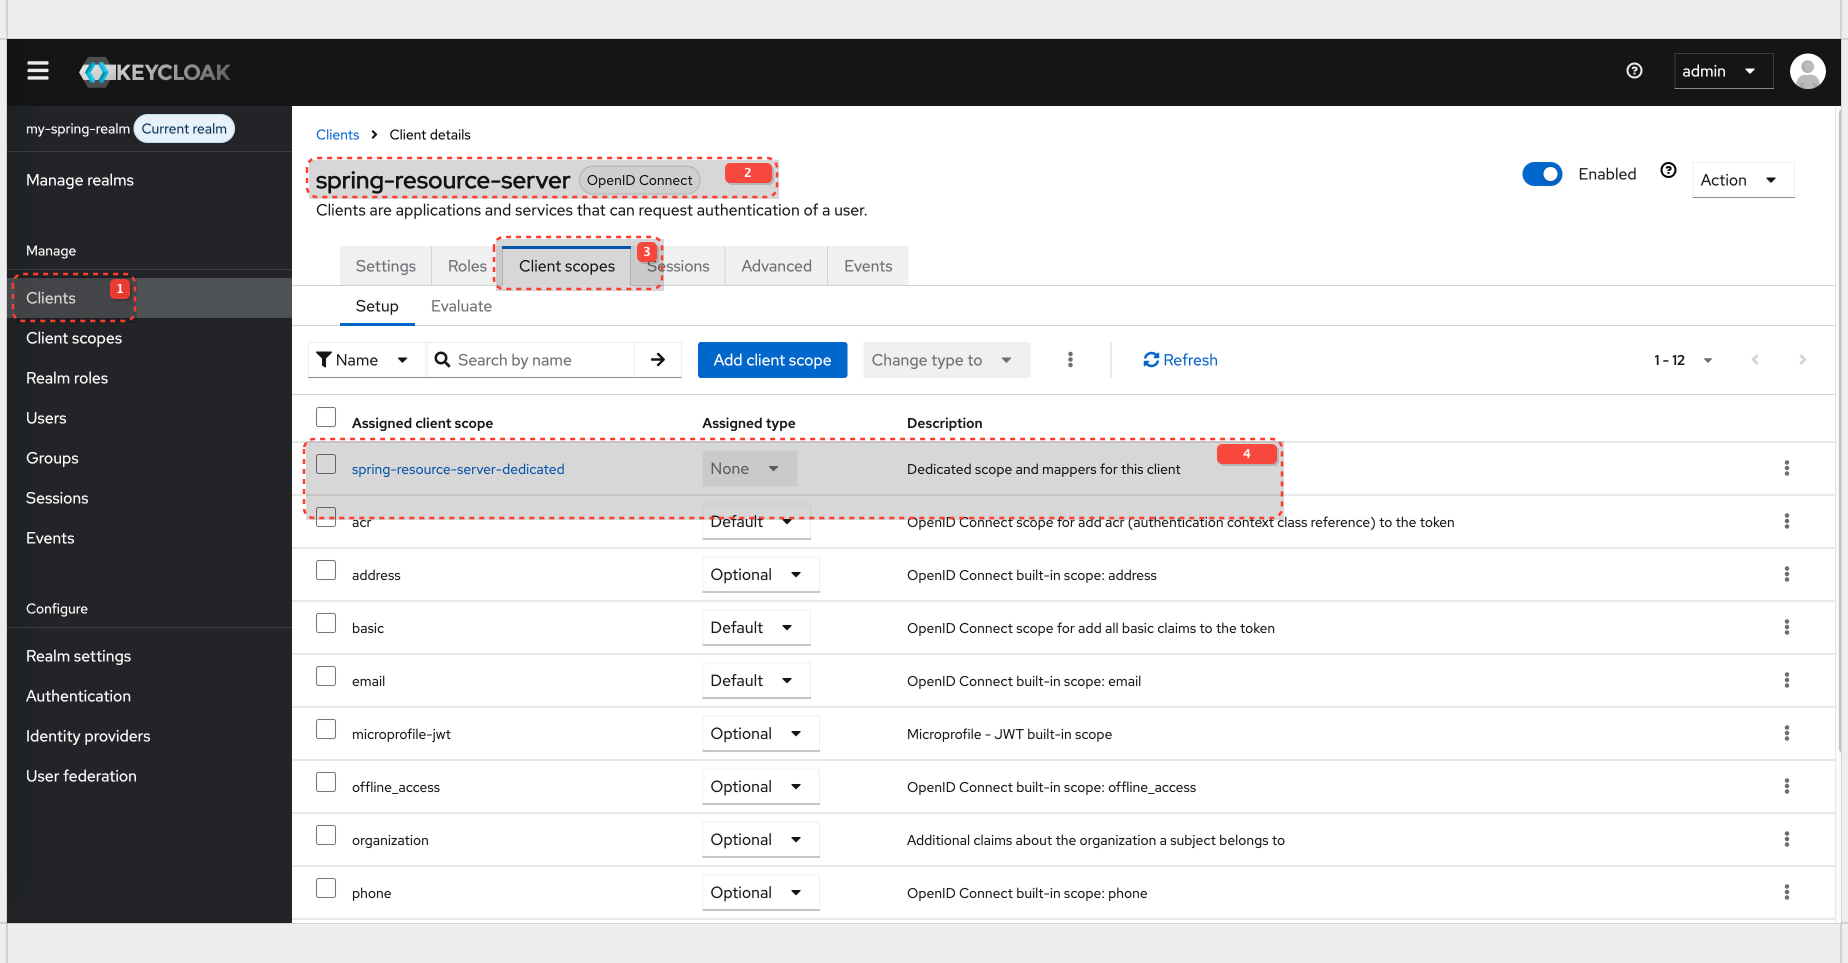 KEYCLOAK
admin
my-spring-realm Current realm
Manage realms
Manage
Clients 1
Client scopes
Realm roles
Users
Groups
Sessions
Events
Configure
Realm settings
Authentication
Identity providers
User federation
Clients Client details
spring-resource-server OpenID Connect 2
Enabled
Action
Clients are applications and services that can request authentication of a user.
Settings Roles Client scopes 3 Sessions Advanced Events
Setup Evaluate
Name Search by name Add client scope Change type to Refresh 1 - 12
Assigned client scope Assigned type Description
spring-resource-server-dedicated None Dedicated scope and mappers for this client 4
acr Default OpenID Connect scope for add acr (authentication context class reference) to the token
address Optional OpenID Connect built-in scope: address
basic Default OpenID Connect scope for add all basic claims to the token
email Default OpenID Connect built-in scope: email
microprofile-jwt Optional Microprofile - JWT built-in scope
offline_access Optional OpenID Connect built-in scope: offline_access
organization Optional Additional claims about the organization a subject belongs to
phone Optional OpenID Connect built-in scope: phone